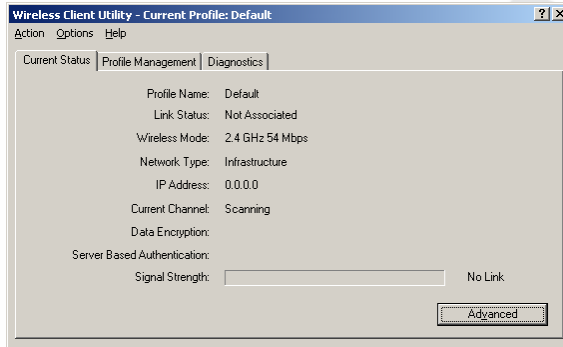 Wireless Client Utility - Current Profile: Default
Action Options Help
Current Status Profile Management Diagnostics
Profile Name: Default
Link Status: Not Associated
Wireless Mode: 2.4 GHz 54 Mbps
Network Type: Infrastructure
IP Address: 0.0.0.0
Current Channel: Scanning
Data Encryption:
Server Based Authentication:
Signal Strength: No Link
Advanced